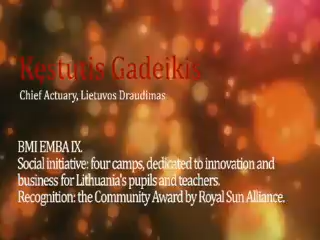 Kestutis Gadeikis
Chief Actuary, Lietuvos Draudimas
BMI EMBA IX.
Social initiative: four camps, dedicated to innovation and
business for Lithuania's pupils and teachers.
Recognition: the Community Award by Royal Sun Alliance.